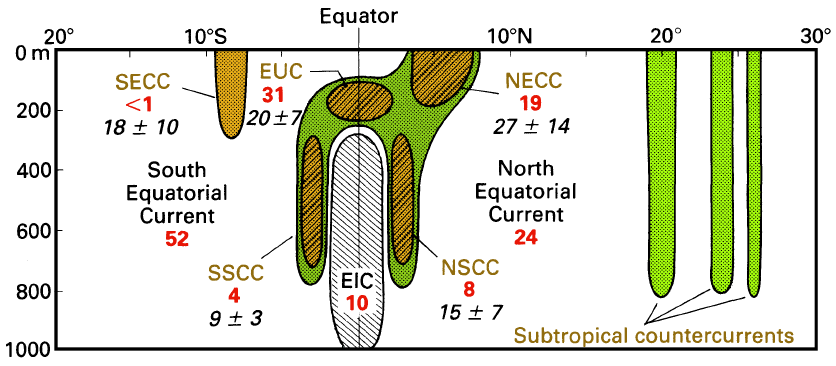 Equator
20° 10°S 10°N 20° 30°
0 m
200
400
600
800
1000
SECC
<1
18 ± 10
EUC
31
20 ±7
NECC
19
27 ± 14
South
Equatorial
Current
52
North
Equatorial
Current
24
SSCC
4
9 ± 3
EIC
10
NSCC
8
15 ± 7
Subtropical countercurrents